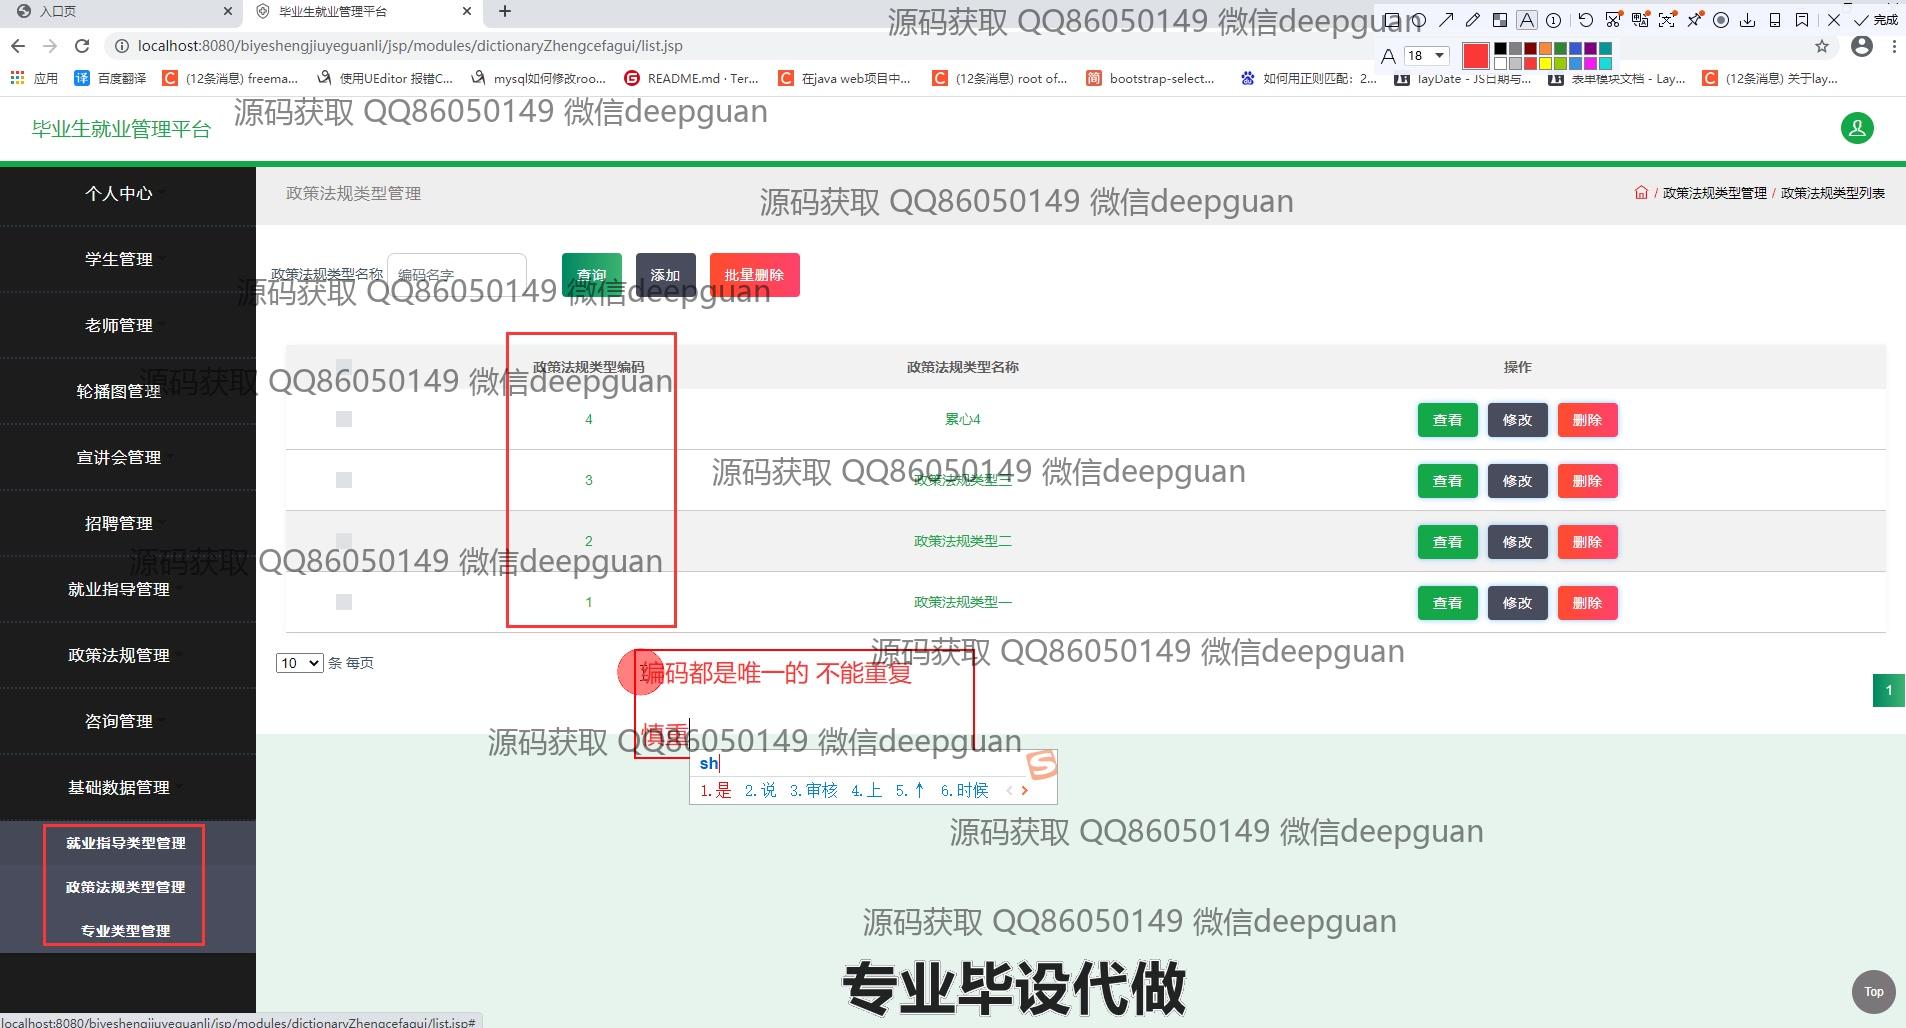 入口页
毕业生就业管理平台
localhost:8080/biyeshengjiuyeguanli/jsp/modules/dictionaryZhengcefagui/list.jsp
18
完成
应用
百度翻译
(12条消息) freema...
使用UEditor 报错C...
mysql如何修改roo...
README.md · Ter...
在java web项目中...
(12条消息) root of...
bootstrap-select...
如何用正则匹配：2...
layDate - JS日期与...
表单模块文档 - Lay...
(12条消息) 关于lay...
源码获取 QQ86050149 微信deepguan
源码获取 QQ86050149 微信deepguan
毕业生就业管理平台
个人中心
学生管理
老师管理
轮播图管理
宣讲会管理
招聘管理
就业指导管理
政策法规管理
咨询管理
基础数据管理
就业指导类型管理
政策法规类型管理
专业类型管理
政策法规类型管理
源码获取 QQ86050149 微信deepguan
/ 政策法规类型管理 / 政策法规类型列表
政策法规类型名称
编码名字
查询
添加
批量删除
源码获取 QQ86050149 微信deepguan
政策法规类型编码
政策法规类型名称
操作
源码获取 QQ86050149 微信deepguan
4
累心4
查看
修改
删除
源码获取 QQ86050149 微信deepguan
3
政策法规类型三
查看
修改
删除
2
政策法规类型二
查看
修改
删除
源码获取 QQ86050149 微信deepguan
1
政策法规类型一
查看
修改
删除
10
条 每页
源码获取 QQ86050149 微信deepguan
编码都是唯一的 不能重复
慎重
1
源码获取 QQ86050149 微信deepguan
sh
1.是 2.说 3.审核 4.上 5.↑ 6.时候
源码获取 QQ86050149 微信deepguan
源码获取 QQ86050149 微信deepguan
专业毕设代做
Top
localhost:8080/biyeshengjiuyeguanli/jsp/modules/dictionaryZhengcefagui/list.jsp#